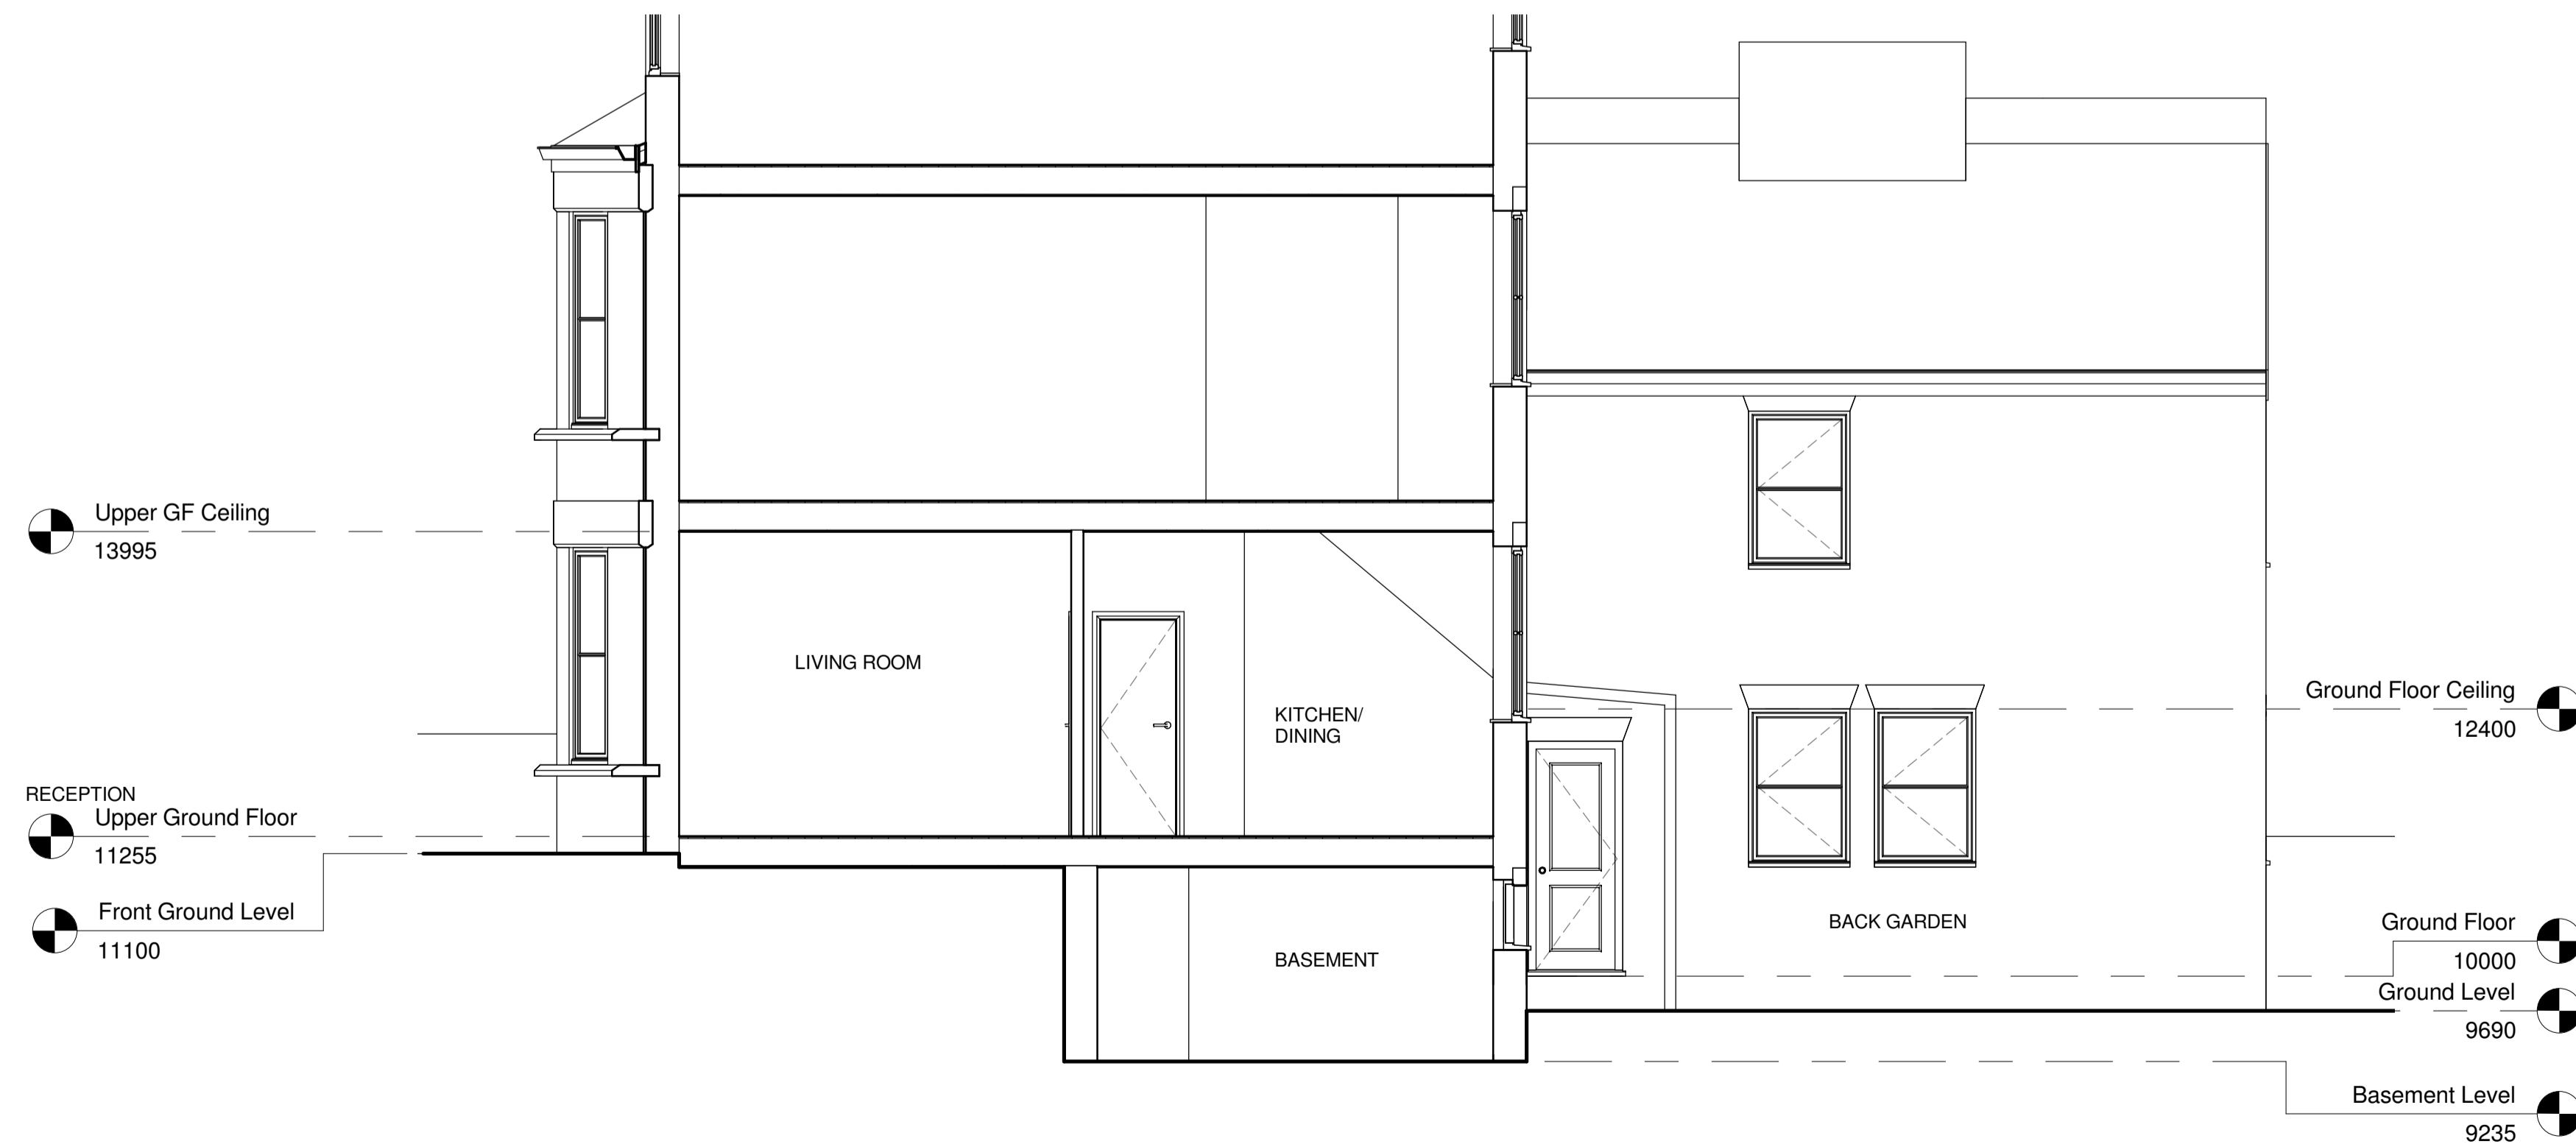 Upper GF Ceiling
13995
LIVING ROOM
KITCHEN/
DINING
Ground Floor Ceiling
12400
RECEPTION
Upper Ground Floor
11255
Front Ground Level
11100
BASEMENT
BACK GARDEN
Ground Floor
10000
Ground Level
9690
Basement Level
9235